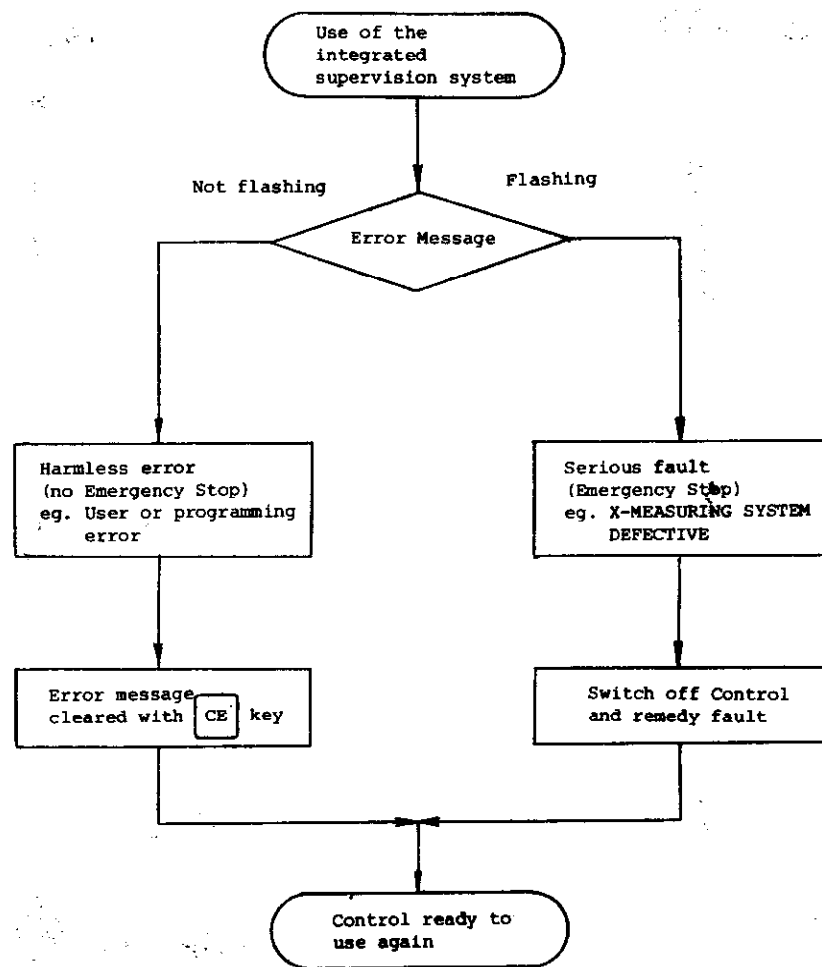 Use of the
integrated
supervision system
Not flashing
Flashing
Error Message
Harmless error
(no Emergency Stop)
eg. User or programming
error
Serious fault
(Emergency Stop)
eg. X-MEASURING SYSTEM
DEFECTIVE
Error message
cleared with CE key
Switch off Control
and remedy fault
Control ready to
use again